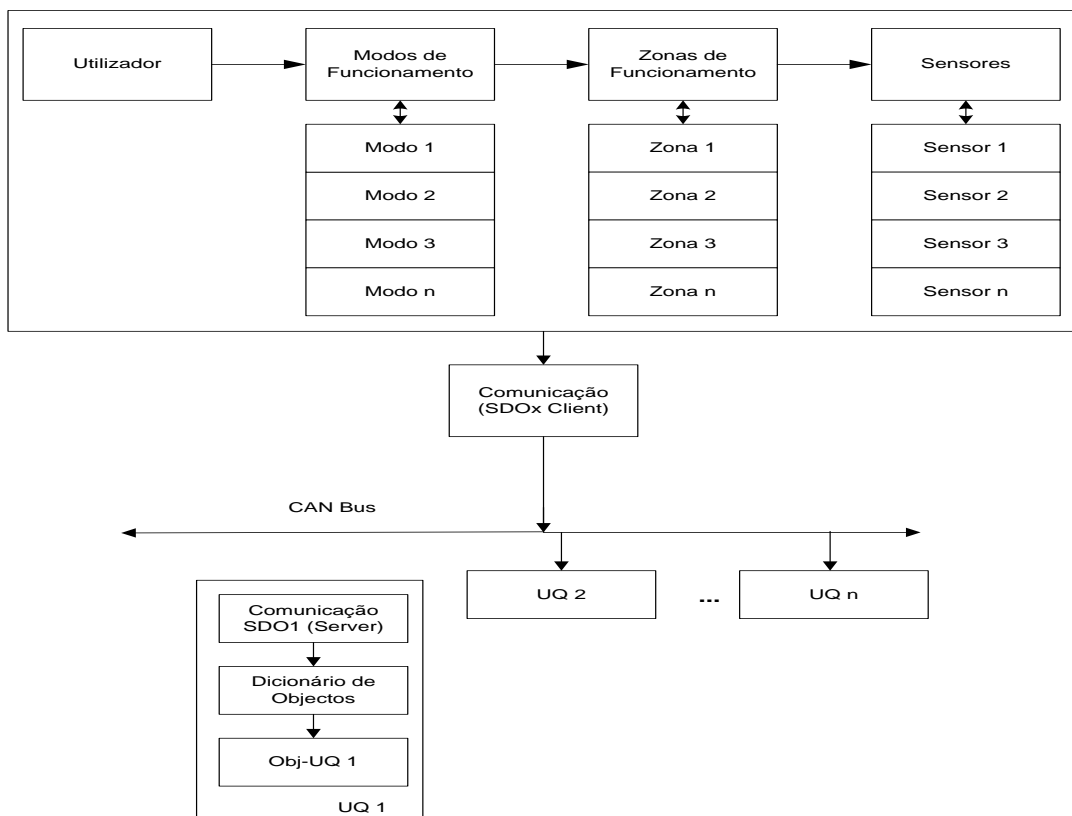 Utilizador
Modos de
Funcionamento
Zonas de
Funcionamento
Sensores
Modo 1
Zona 1
Sensor 1
Modo 2
Zona 2
Sensor 2
Modo 3
Zona 3
Sensor 3
Modo n
Zona n
Sensor n
Comunicação
(SDOx Client)
CAN Bus
UQ 2
...
UQ n
Comunicação
SDO1 (Server)
Dicionário de
Objectos
Obj-UQ 1
UQ 1